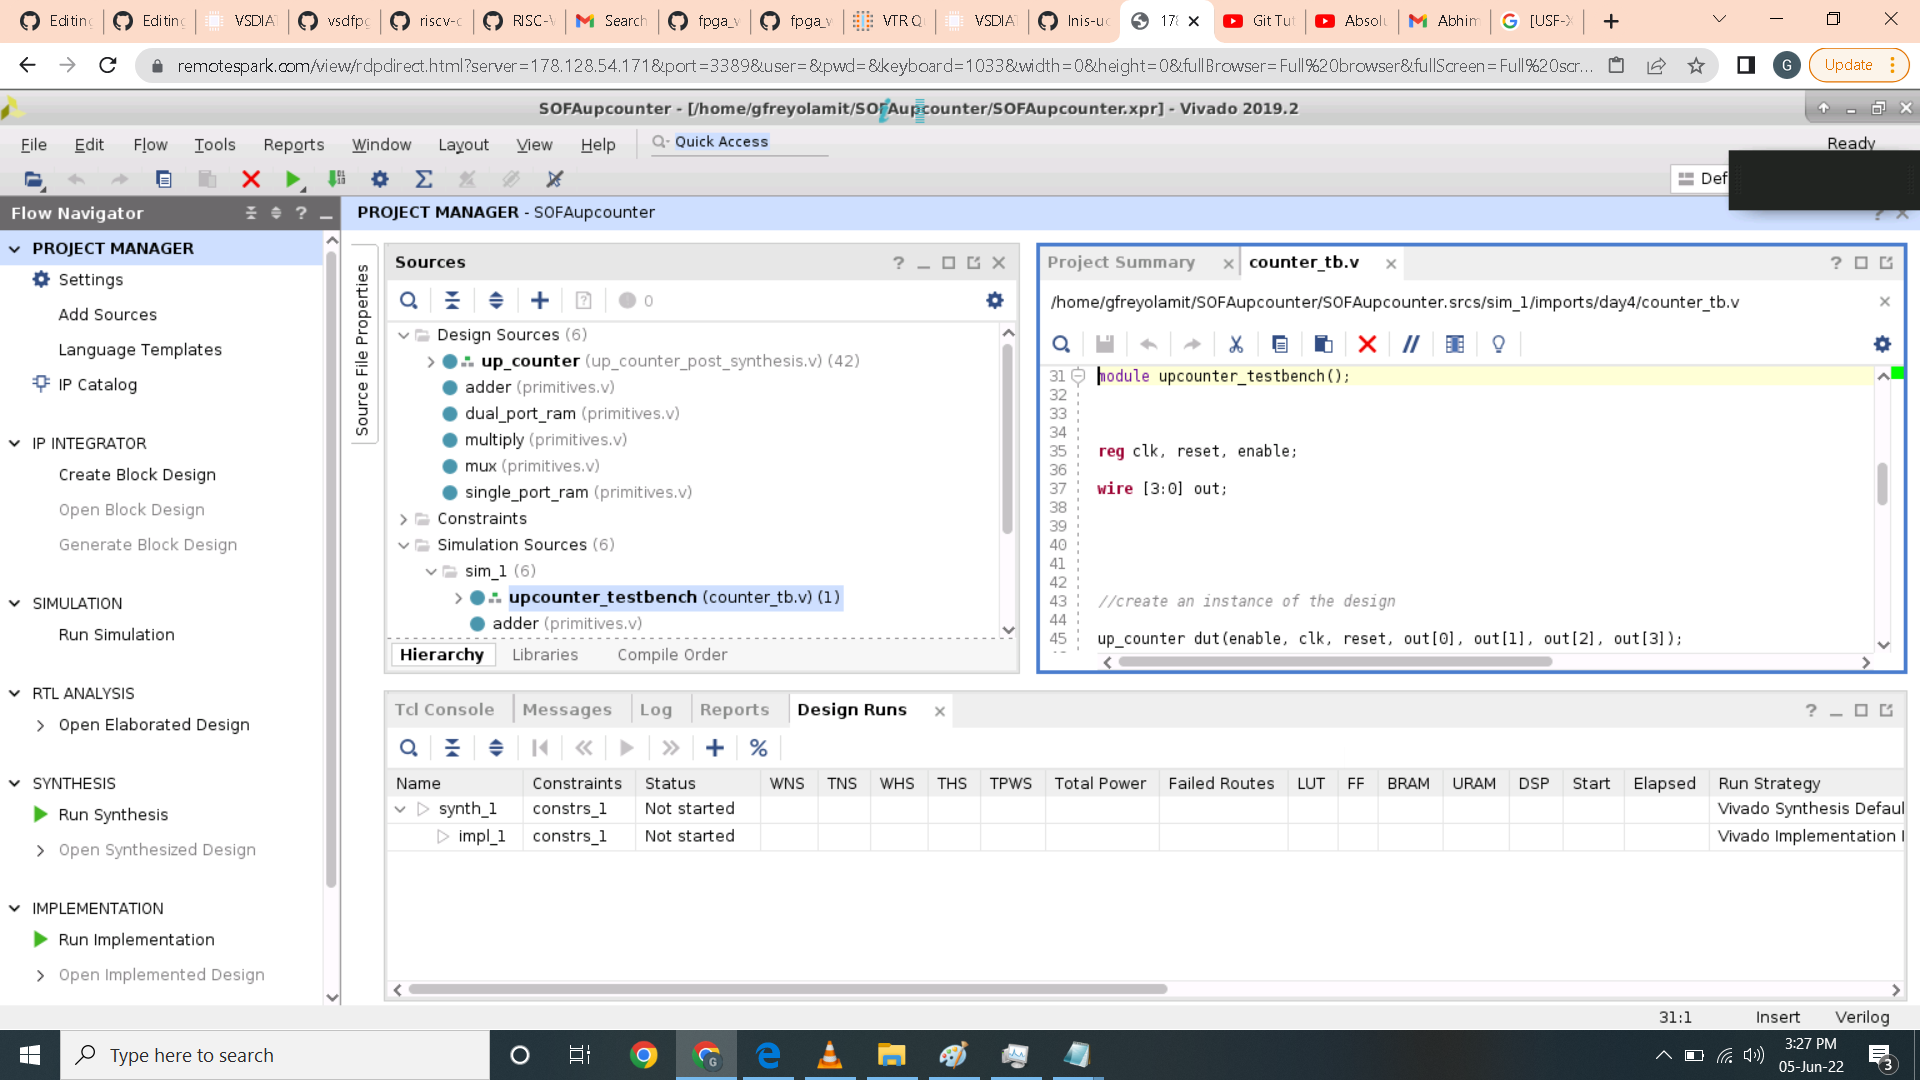 Editing
Editing
VSDIA
vsdfpg
riscv-c
RISC-V
Search
fpga_v
fpga_v
VTR Q
VSDIA
lnis-uc
178
Git Tut
Absolu
Abhim
[USF-X
remotespark.com/view/rdpdirect.html?server=178.128.54.171&port=3389&user=&pwd=&keyboard=1033&width=0&height=0&fullBrowser=Full%20browser&fullScreen=Full%20scr...
G
Update
SOFAupcounter - [/home/gfreyolamit/SOFAupcounter/SOFAupcounter.xpr] - Vivado 2019.2
File Edit Flow Tools Reports Window Layout View Help
Quick Access
Ready
Def
Flow Navigator
PROJECT MANAGER - SOFAupcounter
PROJECT MANAGER
Settings
Add Sources
Language Templates
IP Catalog
IP INTEGRATOR
Create Block Design
Open Block Design
Generate Block Design
SIMULATION
Run Simulation
RTL ANALYSIS
Open Elaborated Design
SYNTHESIS
Run Synthesis
Open Synthesized Design
IMPLEMENTATION
Run Implementation
Open Implemented Design
Source File Properties
Sources
0
Design Sources (6)
up_counter (up_counter_post_synthesis.v) (42)
adder (primitives.v)
dual_port_ram (primitives.v)
multiply (primitives.v)
mux (primitives.v)
single_port_ram (primitives.v)
Constraints
Simulation Sources (6)
sim_1 (6)
upcounter_testbench (counter_tb.v) (1)
adder (primitives.v)
Hierarchy Libraries Compile Order
Project Summary
counter_tb.v
/home/gfreyolamit/SOFAupcounter/SOFAupcounter.srcs/sim_1/imports/day4/counter_tb.v
31 module upcounter_testbench();
32
33
34
35 reg clk, reset, enable;
36
37 wire [3:0] out;
38
39
40
41
42
43 //create an instance of the design
44
45 up_counter dut(enable, clk, reset, out[0], out[1], out[2], out[3]);
Tcl Console Messages Log Reports Design Runs
Name Constraints Status WNS TNS WHS THS TPWS Total Power Failed Routes LUT FF BRAM URAM DSP Start Elapsed Run Strategy
synth_1 constrs_1 Not started Vivado Synthesis Defaul
impl_1 constrs_1 Not started Vivado Implementation
31:1 Insert Verilog
Type here to search
3:27 PM
05-Jun-22
3